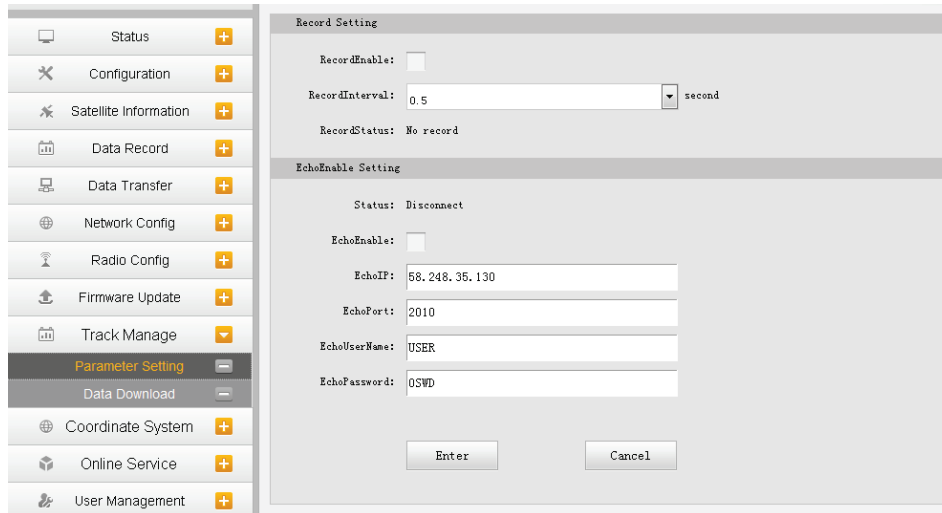 Status
Configuration
Satellite Information
Data Record
Data Transfer
Network Config
Radio Config
Firmware Update
Track Manage
Parameter Setting
Data Download
Coordinate System
Online Service
User Management
Record Setting
RecordEnable:
RecordInterval: 0.5 second
RecordStatus: No record
EchoEnable Setting
Status: Disconnect
EchoEnable:
EchoIP: 58.248.35.130
EchoPort: 2010
EchoUserName: USER
EchoPassword: OSWD
Enter Cancel